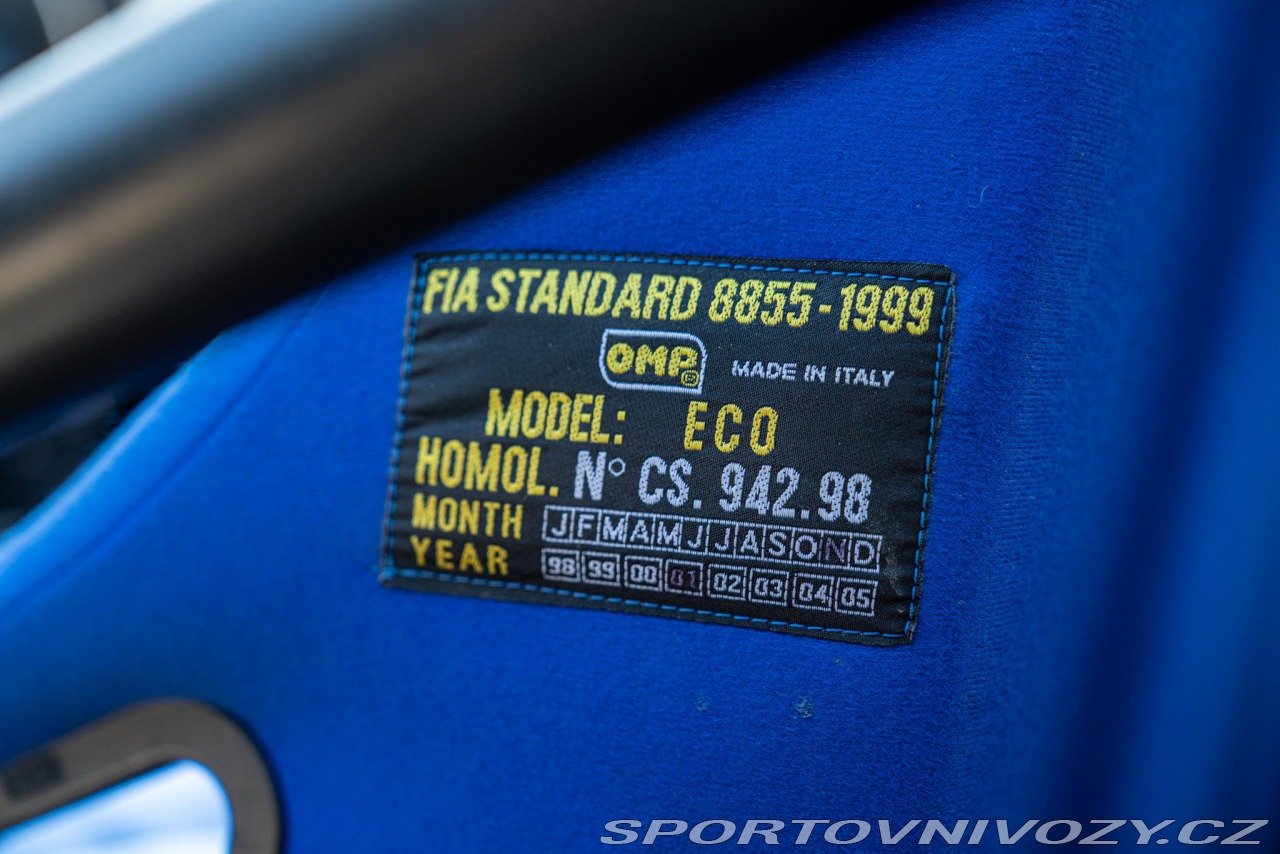 FIA STANDARD 8855-1999
OMP® MADE IN ITALY
MODEL: ECO
HOMOL. N° CS. 942.98
MONTH J F M A M J J A S O N D
YEAR 98 99 00 01 02 03 04 05
SPORTOVNIVOZY.CZ